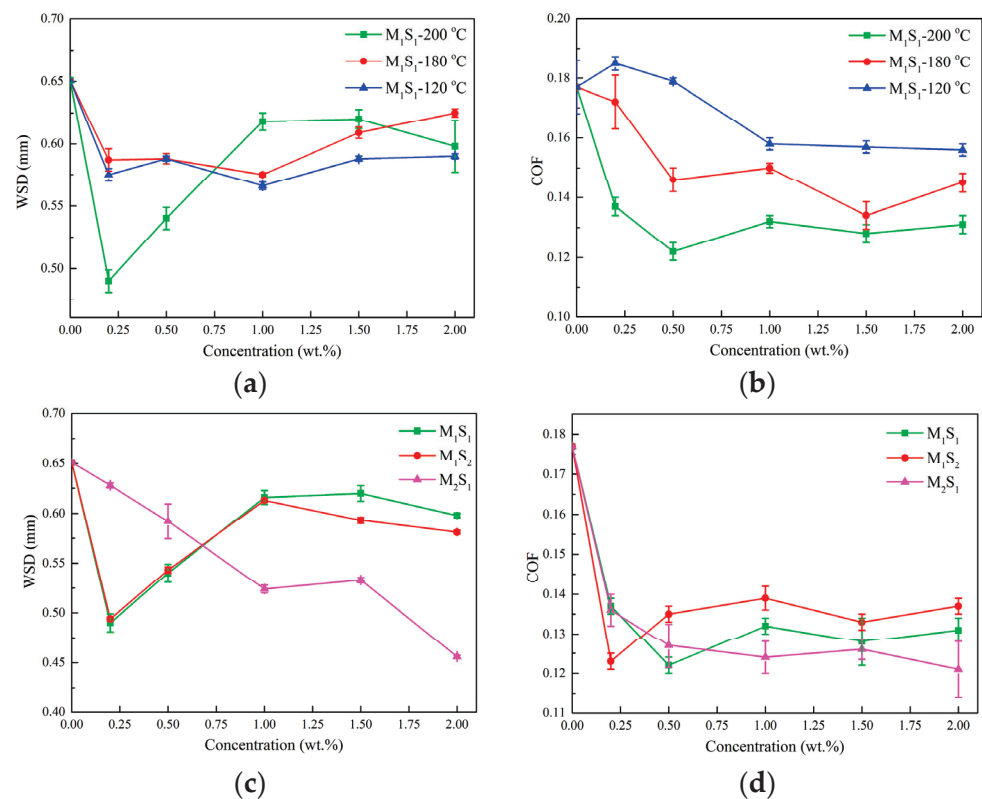 0.70
0.65
0.60
0.55
0.50
WSD (mm)
M₁S₁-200 °C
M₁S₁-180 °C
M₁S₁-120 °C
0.00 0.25 0.50 0.75 1.00 1.25 1.50 1.75 2.00
Concentration (wt.%)
(a)
0.20
0.18
0.16
0.14
0.12
0.10
COF
M₁S₁-200 °C
M₁S₁-180 °C
M₁S₁-120 °C
0.00 0.25 0.50 0.75 1.00 1.25 1.50 1.75 2.00
Concentration (wt.%)
(b)
0.70
0.65
0.60
0.55
0.50
0.45
0.40
WSD (mm)
M₁S₁
M₁S₂
M₂S₁
0.00 0.25 0.50 0.75 1.00 1.25 1.50 1.75 2.00
Concentration (wt.%)
(c)
0.18
0.17
0.16
0.15
0.14
0.13
0.12
0.11
COF
M₁S₁
M₁S₂
M₂S₁
0.00 0.25 0.50 0.75 1.00 1.25 1.50 1.75 2.00
Concentration (wt.%)
(d)